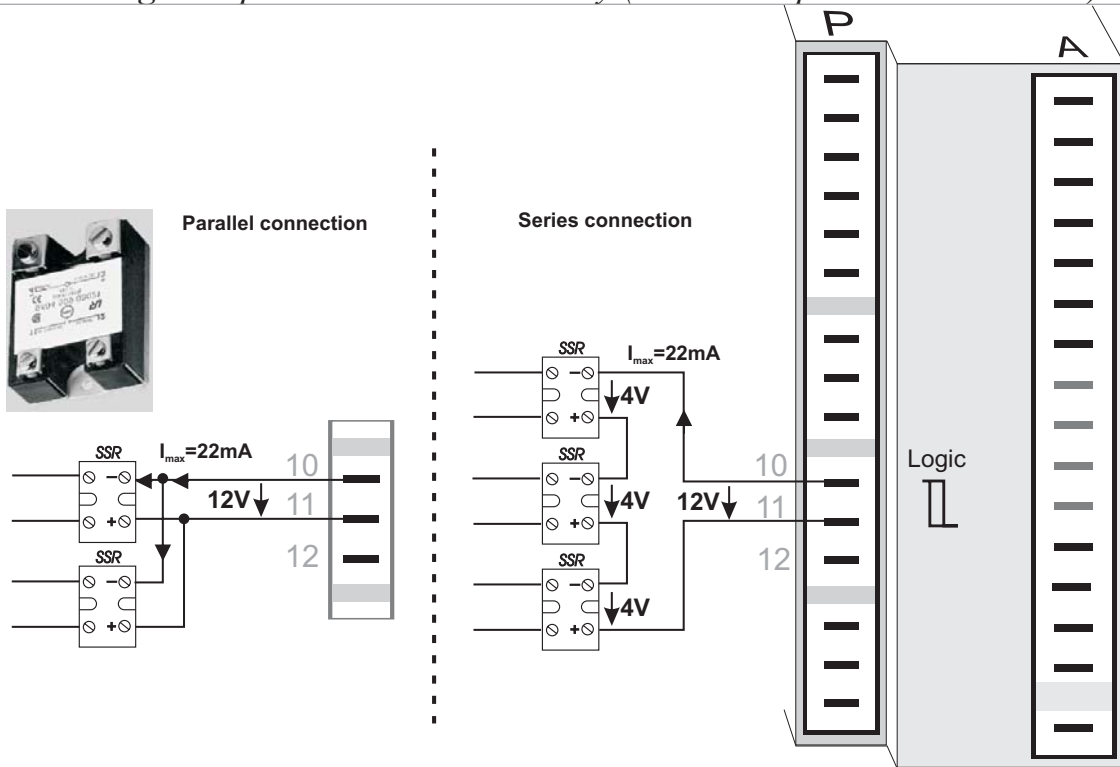 P
A
Parallel connection
Series connection
SSR
Imax=22mA
4V
SSR
4V
SSR
4V
12V
10
11
12
SSR
Imax=22mA
12V
SSR
10
11
12
Logic
− +
− +
− +
− +
− +